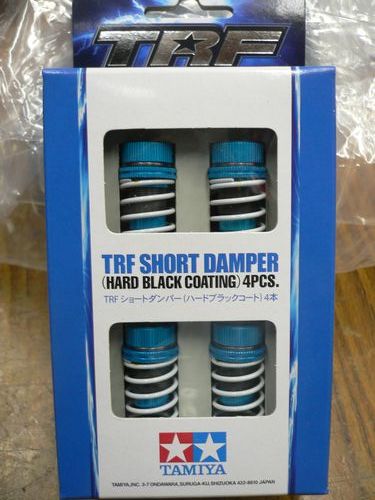 TRF
TRF SHORT DAMPER
(HARD BLACK COATING) 4PCS.
TRF ショートダンパー (ハードブラックコート) 4本
TAMIYA
TAMIYA,INC. 3-7 ONDAWARA, SURUGA-KU, SHIZUOKA 422-8610 JAPAN